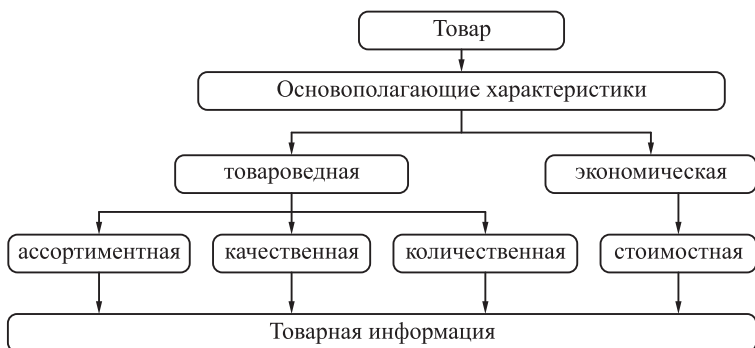 Товар
Основополагающие характеристики
товароведная
экономическая
ассортиментная
качественная
количественная
стоимостная
Товарная информация